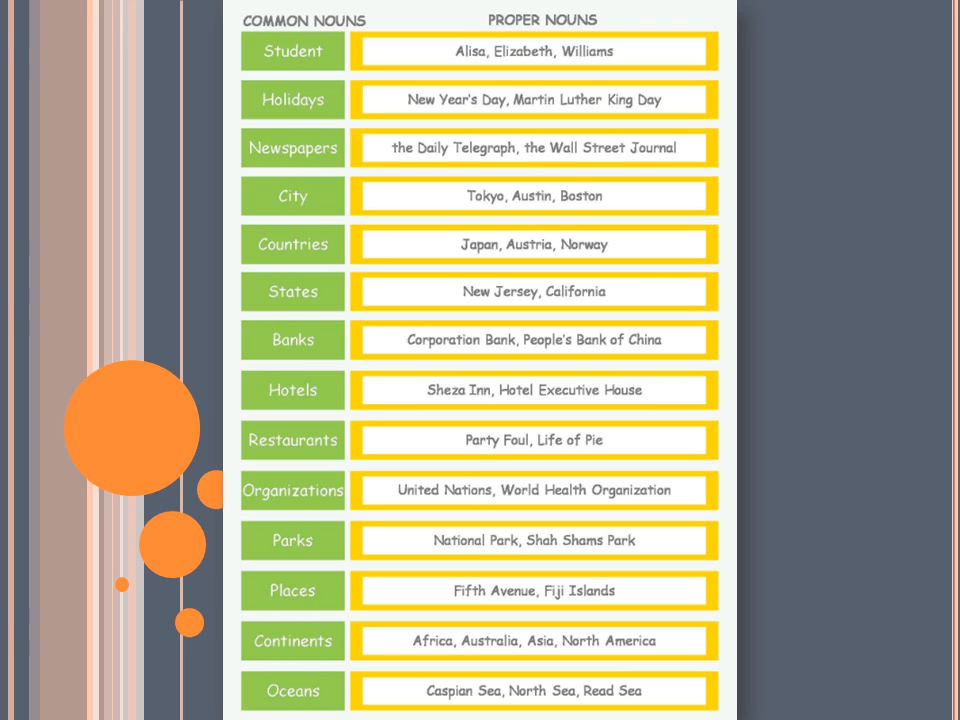 COMMON NOUNS PROPER NOUNS
Student Alisa, Elizabeth, Williams
Holidays New Year's Day, Martin Luther King Day
Newspapers the Daily Telegraph, the Wall Street Journal
City Tokyo, Austin, Boston
Countries Japan, Austria, Norway
States New Jersey, California
Banks Corporation Bank, People's Bank of China
Hotels Sheza Inn, Hotel Executive House
Restaurants Party Foul, Life of Pie
Organizations United Nations, World Health Organization
Parks National Park, Shah Shams Park
Places Fifth Avenue, Fiji Islands
Continents Africa, Australia, Asia, North America
Oceans Caspian Sea, North Sea, Read Sea